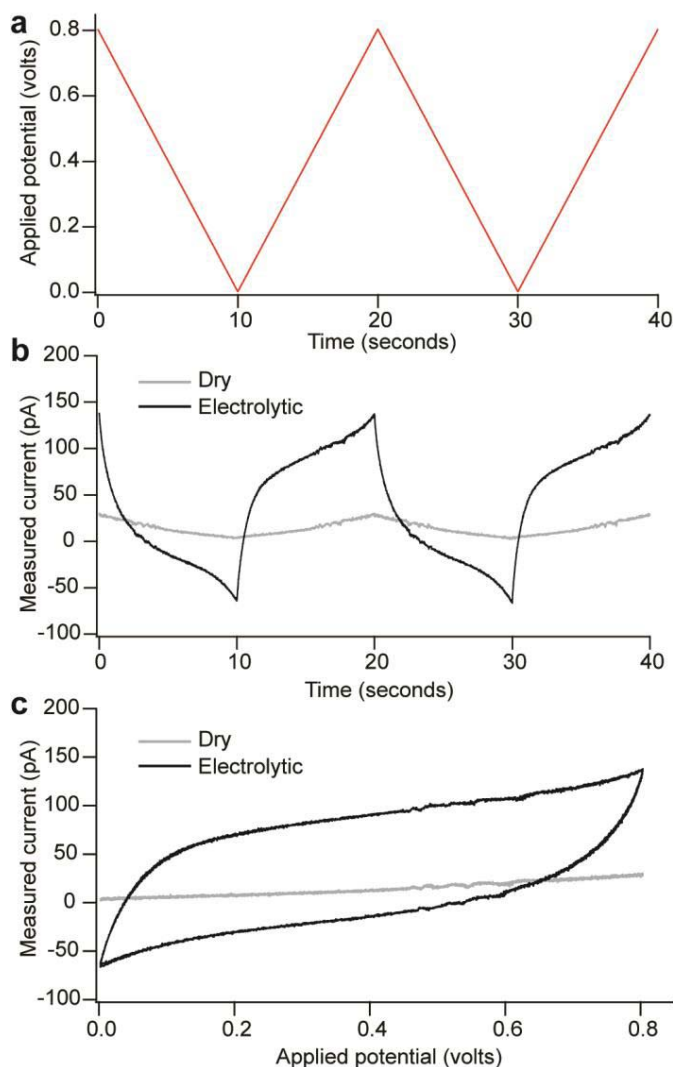 a
0.8
0.6
0.4
0.2
0.0
Applied potential (volts)
0 10 20 30 40
Time (seconds)
b
200
150
100
50
0
-50
-100
Measured current (pA)
Dry
Electrolytic
0 10 20 30 40
Time (seconds)
c
200
150
100
50
0
-50
-100
Measured current (pA)
Dry
Electrolytic
0.0 0.2 0.4 0.6 0.8
Applied potential (volts)